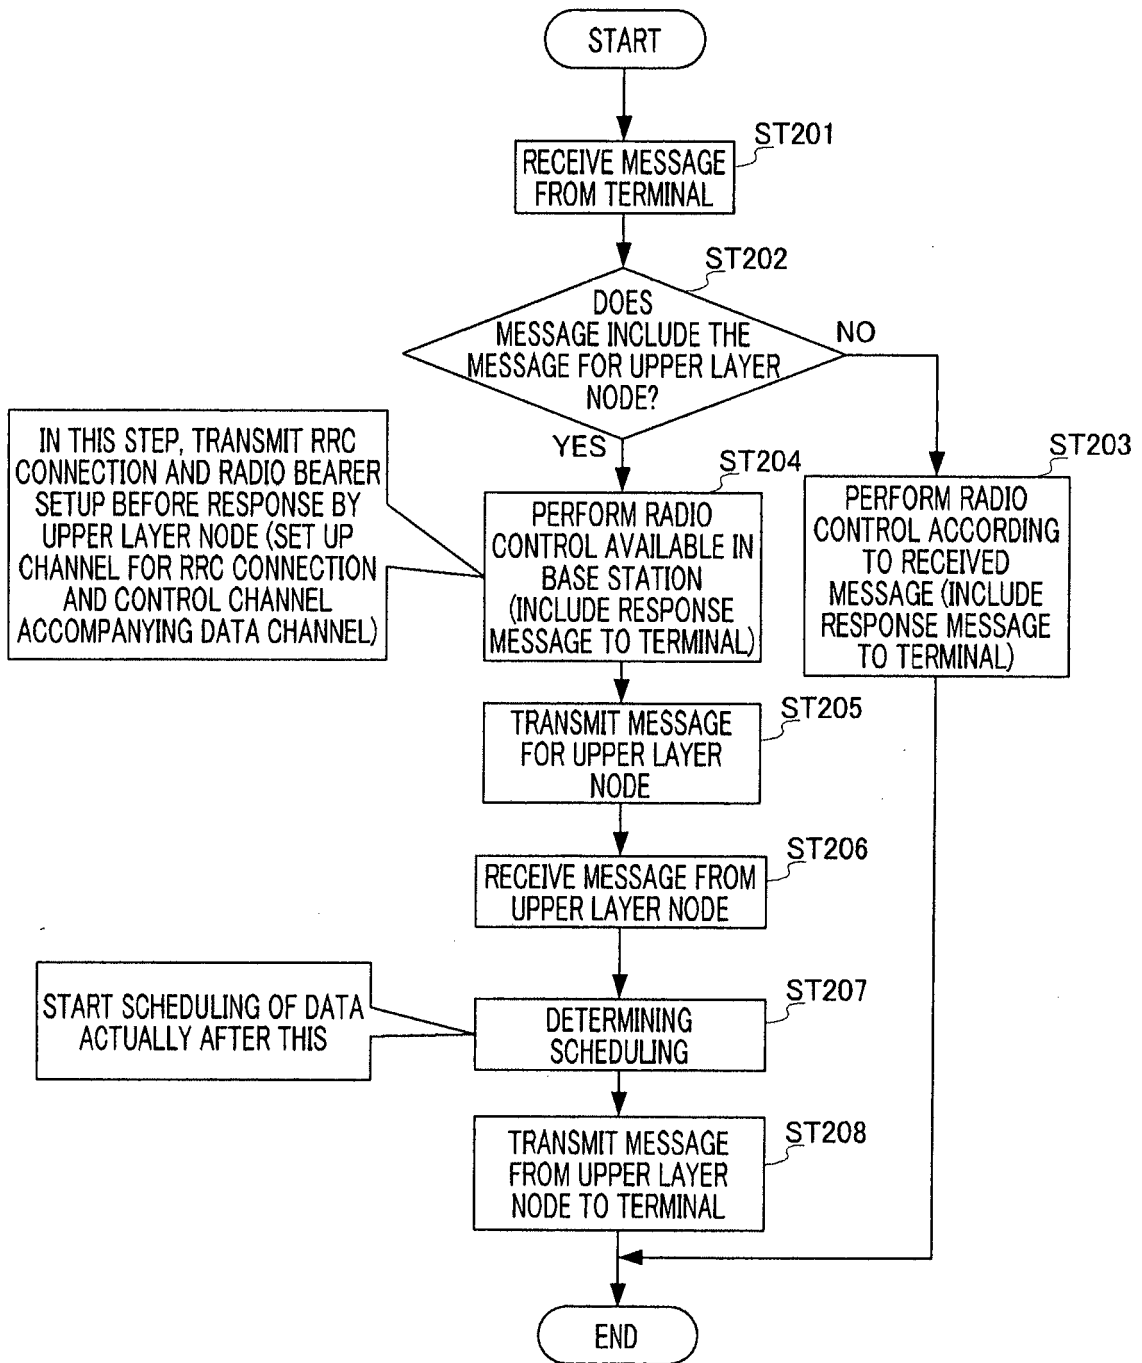 START
ST201
RECEIVE MESSAGE
FROM TERMINAL
ST202
DOES
MESSAGE INCLUDE THE
MESSAGE FOR UPPER LAYER
NODE?
NO
YES
IN THIS STEP, TRANSMIT RRC
CONNECTION AND RADIO BEARER
SETUP BEFORE RESPONSE BY
UPPER LAYER NODE (SET UP
CHANNEL FOR RRC CONNECTION
AND CONTROL CHANNEL
ACCOMPANYING DATA CHANNEL)
ST204
PERFORM RADIO
CONTROL AVAILABLE IN
BASE STATION
(INCLUDE RESPONSE
MESSAGE TO TERMINAL)
ST203
PERFORM RADIO
CONTROL ACCORDING
TO RECEIVED
MESSAGE (INCLUDE
RESPONSE MESSAGE
TO TERMINAL)
ST205
TRANSMIT MESSAGE
FOR UPPER LAYER
NODE
ST206
RECEIVE MESSAGE FROM
UPPER LAYER NODE
START SCHEDULING OF DATA
ACTUALLY AFTER THIS
ST207
DETERMINING
SCHEDULING
ST208
TRANSMIT MESSAGE
FROM UPPER LAYER
NODE TO TERMINAL
END